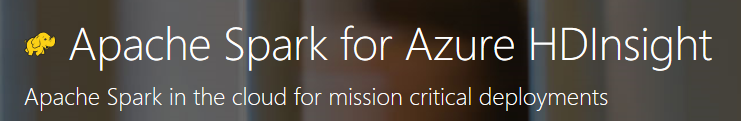 Apache Spark for Azure HDInsight
Apache Spark in the cloud for mission critical deployments